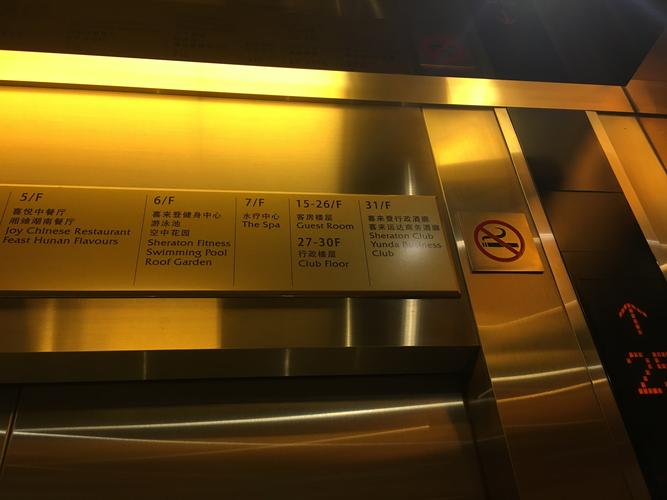 5/F
喜悦中餐厅
湘媲湖南餐厅
Joy Chinese Restaurant
Feast Hunan Flavours
6/F
喜来登健身中心
游泳池
空中花园
Sheraton Fitness
Swimming Pool
Roof Garden
7/F
水疗中心
The Spa
15-26/F
客房楼层
Guest Room
27-30F
行政楼层
Club Floor
31/F
喜来登行政酒廊
喜来运达商务酒廊
Sheraton Club
Yunda Business
Club